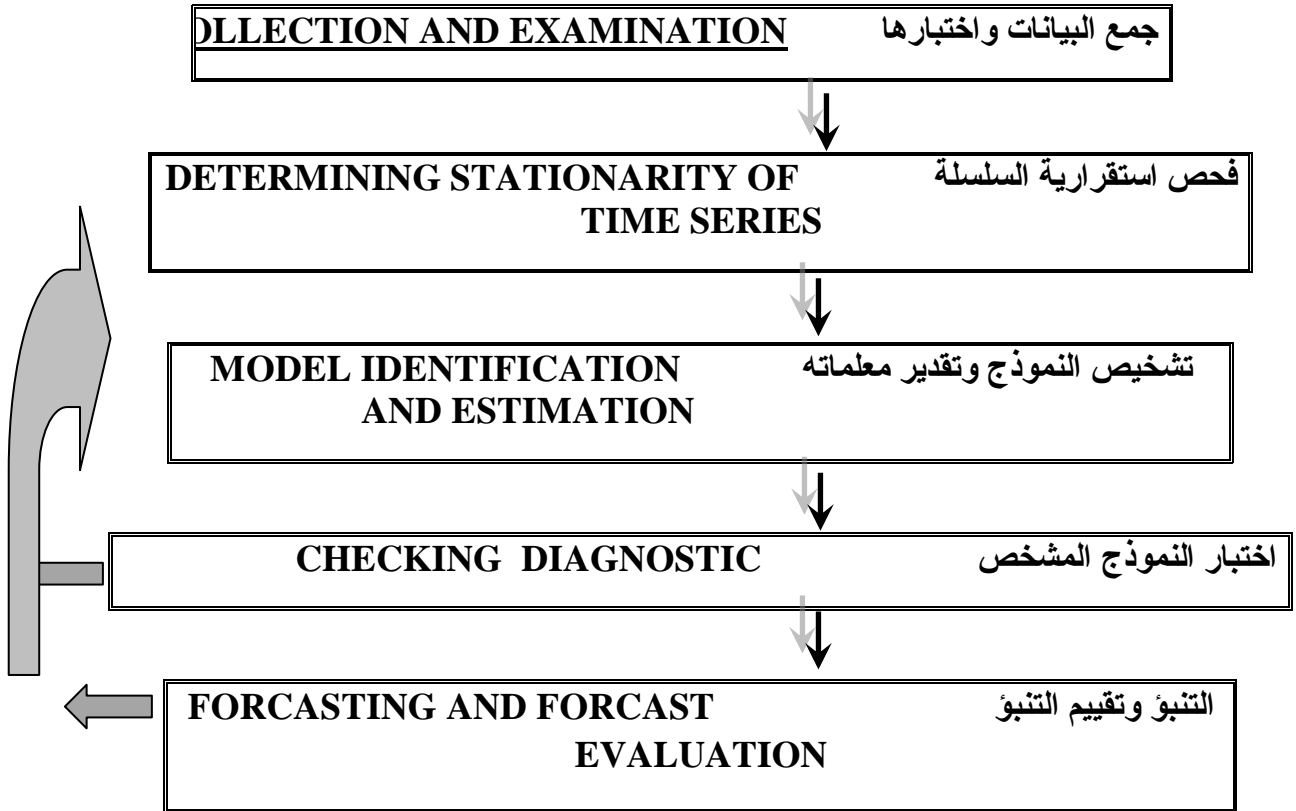 OLLECTION AND EXAMINATION جمع البيانات واختبارها
DETERMINING STATIONARITY OF فحص استقرارية السلسلة
TIME SERIES
MODEL IDENTIFICATION تشخيص النموذج وتقدير معلماته
AND ESTIMATION
CHECKING DIAGNOSTIC اختبار النموذج المشخص
FORCASTING AND FORCAST التنبؤ وتقييم التنبؤ
EVALUATION